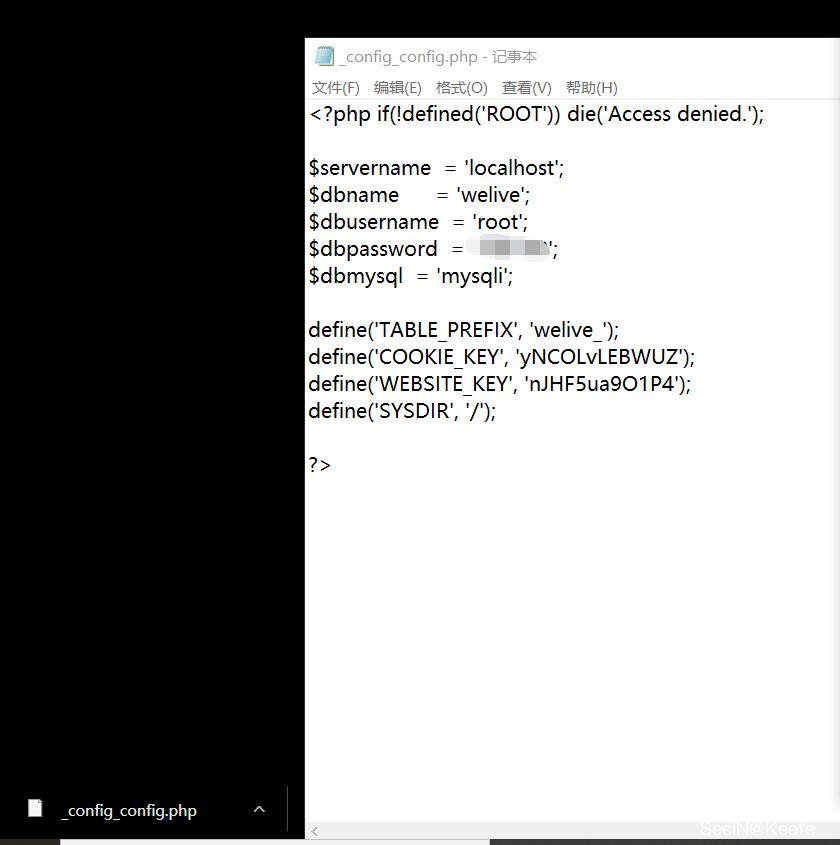 _config_config.php - 记事本
文件(F) 编辑(E) 格式(O) 查看(V) 帮助(H)
<?php if(!defined('ROOT')) die('Access denied.');
$servername = 'localhost';
$dbname = 'welive';
$dbusername = 'root';
$dbpassword = ';
$dbmysql = 'mysqli';
define('TABLE_PREFIX', 'welive_');
define('COOKIE_KEY', 'yNCOLvLEBWUZ');
define('WEBSITE_KEY', 'nJHF5ua9O1P4');
define('SYSDIR', '/');
?>
_config_config.php
SecIN@Keefe